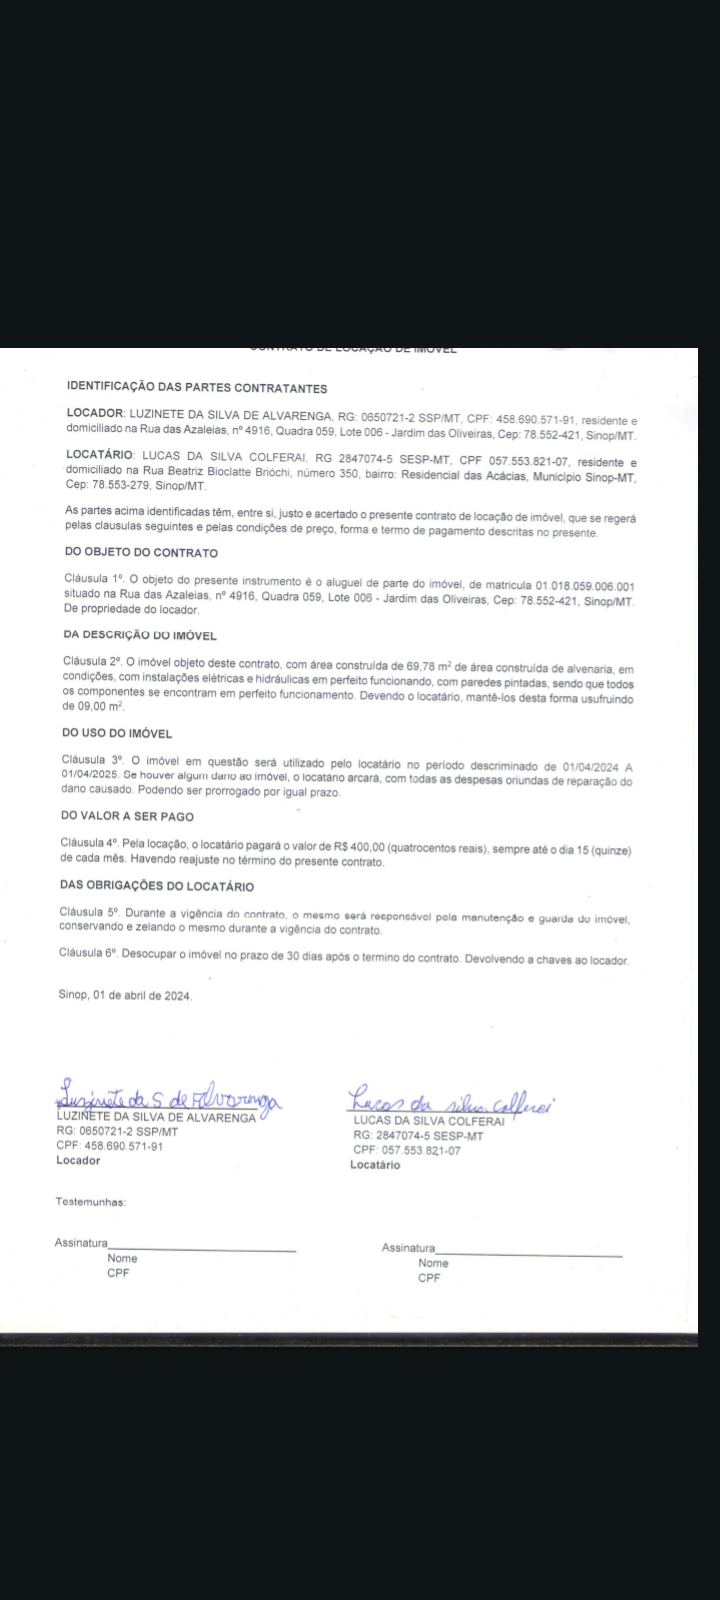 CONTRATO DE LOCAÇÃO DE IMÓVEL
IDENTIFICAÇÃO DAS PARTES CONTRATANTES
LOCADOR: LUZINETE DA SILVA DE ALVARENGA, RG: 0650721-2 SSP/MT, CPF: 458.690.571-91, residente e
domiciliado na Rua das Azaleias, nº 4916, Quadra 059, Lote 006 - Jardim das Oliveiras, Cep: 78.552-421, Sinop/MT.
LOCATÁRIO: LUCAS DA SILVA COLFERAI, RG 2847074-5 SESP-MT, CPF 057.553.821-07, residente e
domiciliado na Rua Beatriz Bioclatte Briochi, número 350, bairro: Residencial das Acácias, Município Sinop-MT,
Cep: 78.553-279, Sinop/MT.
As partes acima identificadas têm, entre si, justo e acertado o presente contrato de locação de imóvel, que se regerá
pelas clausulas seguintes e pelas condições de preço, forma e termo de pagamento descritas no presente.
DO OBJETO DO CONTRATO
Cláusula 1º. O objeto do presente instrumento é o aluguel de parte do imóvel, de matricula 01.018.059.006.001
situado na Rua das Azaleias, nº 4916, Quadra 059, Lote 006 - Jardim das Oliveiras, Cep: 78.552-421, Sinop/MT.
De propriedade do locador.
DA DESCRIÇÃO DO IMÓVEL
Cláusula 2º. O imóvel objeto deste contrato, com área construída de 69,78 m² de área construída de alvenaria, em
condições, com instalações elétricas e hidráulicas em perfeito funcionando, com paredes pintadas, sendo que todos
os componentes se encontram em perfeito funcionamento. Devendo o locatário, mantê-los desta forma usufruindo
de 09,00 m².
DO USO DO IMÓVEL
Cláusula 3º. O imóvel em questão será utilizado pelo locatário no período descriminado de 01/04/2024 A
01/04/2025. Se houver algum dano ao imóvel, o locatário arcará, com todas as despesas oriundas de reparação do
dano causado. Podendo ser prorrogado por igual prazo.
DO VALOR A SER PAGO
Cláusula 4º. Pela locação, o locatário pagará o valor de R$ 400,00 (quatrocentos reais), sempre até o dia 15 (quinze)
de cada mês. Havendo reajuste no término do presente contrato.
DAS OBRIGAÇÕES DO LOCATÁRIO
Cláusula 5º. Durante a vigência do contrato, o mesmo será responsável pela manutenção e guarda do imóvel,
conservando e zelando o mesmo durante a vigência do contrato.
Cláusula 6º. Desocupar o imóvel no prazo de 30 dias após o termino do contrato. Devolvendo a chaves ao locador.
Sinop, 01 de abril de 2024.
Luzinete da S de Alvarenga
LUZINETE DA SILVA DE ALVARENGA
RG: 0650721-2 SSP/MT
CPF: 458.690.571-91
Locador
Lucas da silva Colferai
LUCAS DA SILVA COLFERAI
RG: 2847074-5 SESP-MT
CPF: 057.553.821-07
Locatário
Testemunhas:
Assinatura
Nome
CPF
Assinatura
Nome
CPF